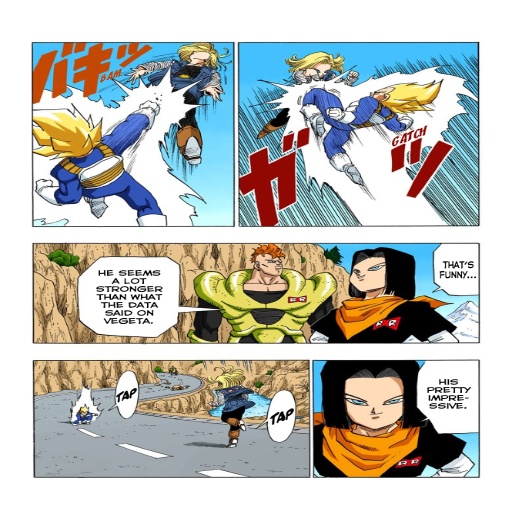 バキッ
BAM
ガッ
GATCH
HE SEEMS
A LOT
STRONGER
THAN WHAT
THE DATA
SAID ON
VEGETA.
THAT'S
FUNNY...
TAP
TAP
HIS
PRETTY
IMPRE-
SSIVE.